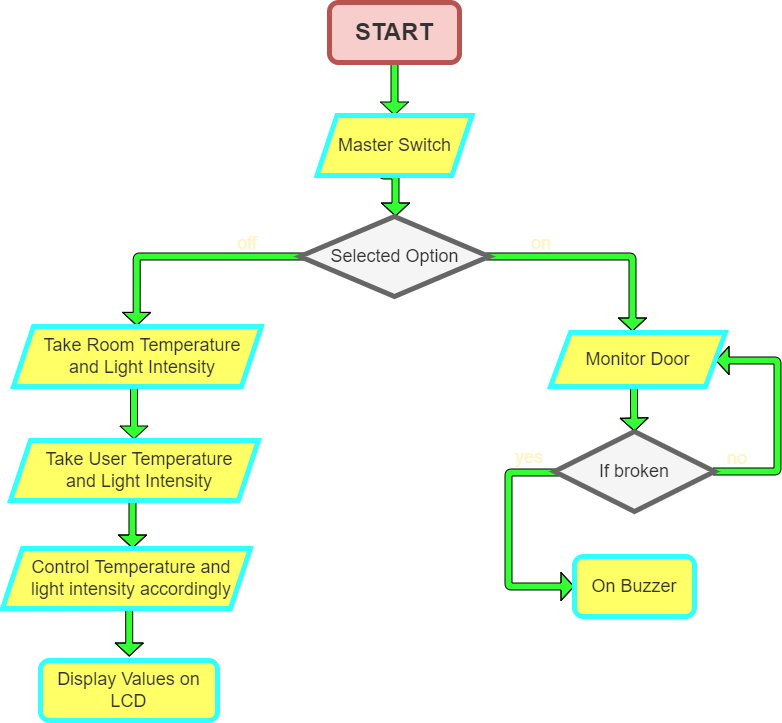 START
Master Switch
off
Selected Option
on
Take Room Temperature
and Light Intensity
Take User Temperature
and Light Intensity
Control Temperature and
light intensity accordingly
Display Values on
LCD
Monitor Door
yes
If broken
no
On Buzzer